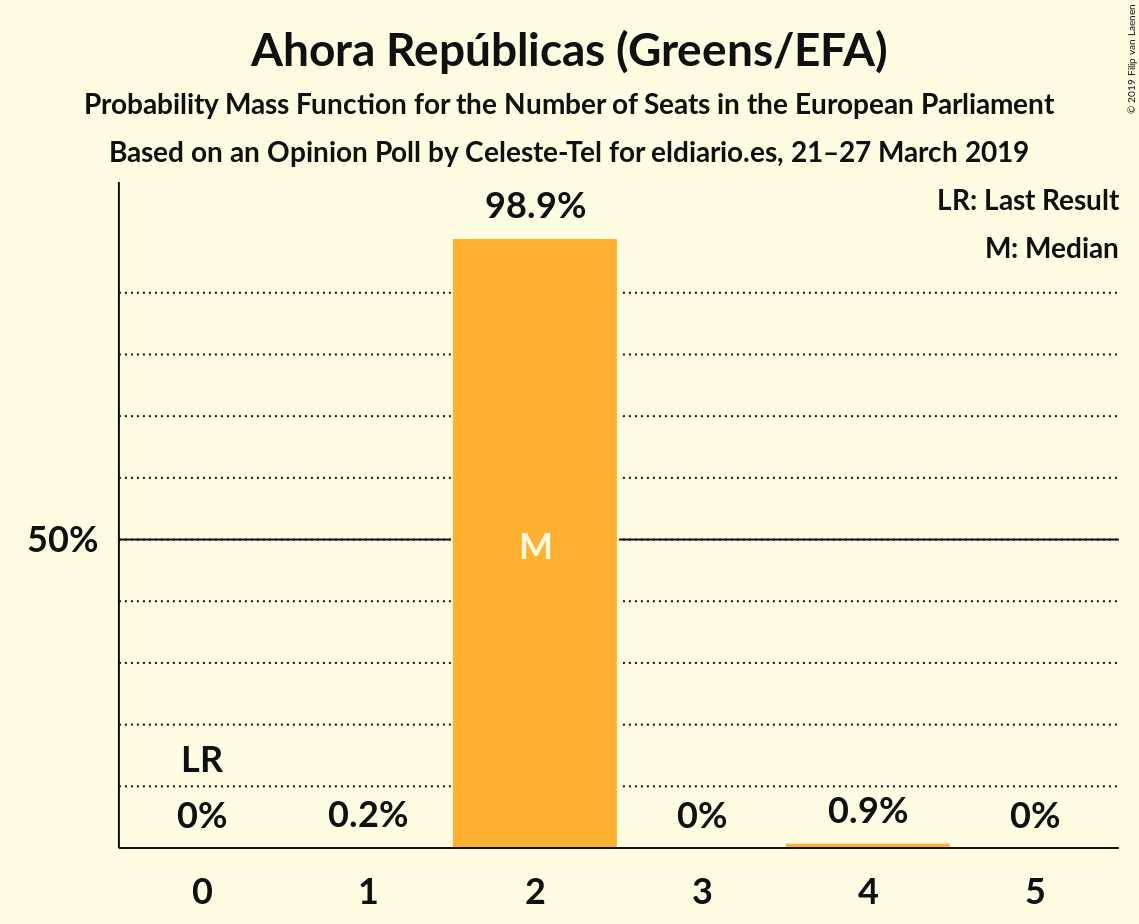 Ahora Repúblicas (Greens/EFA)
Probability Mass Function for the Number of Seats in the European Parliament
Based on an Opinion Poll by Celeste-Tel for eldiario.es, 21–27 March 2019
© 2019 Filip van Laenen
LR: Last Result
M: Median
98.9%
50%
M
LR
0%
0.2%
0%
0.9%
0%
0 1 2 3 4 5